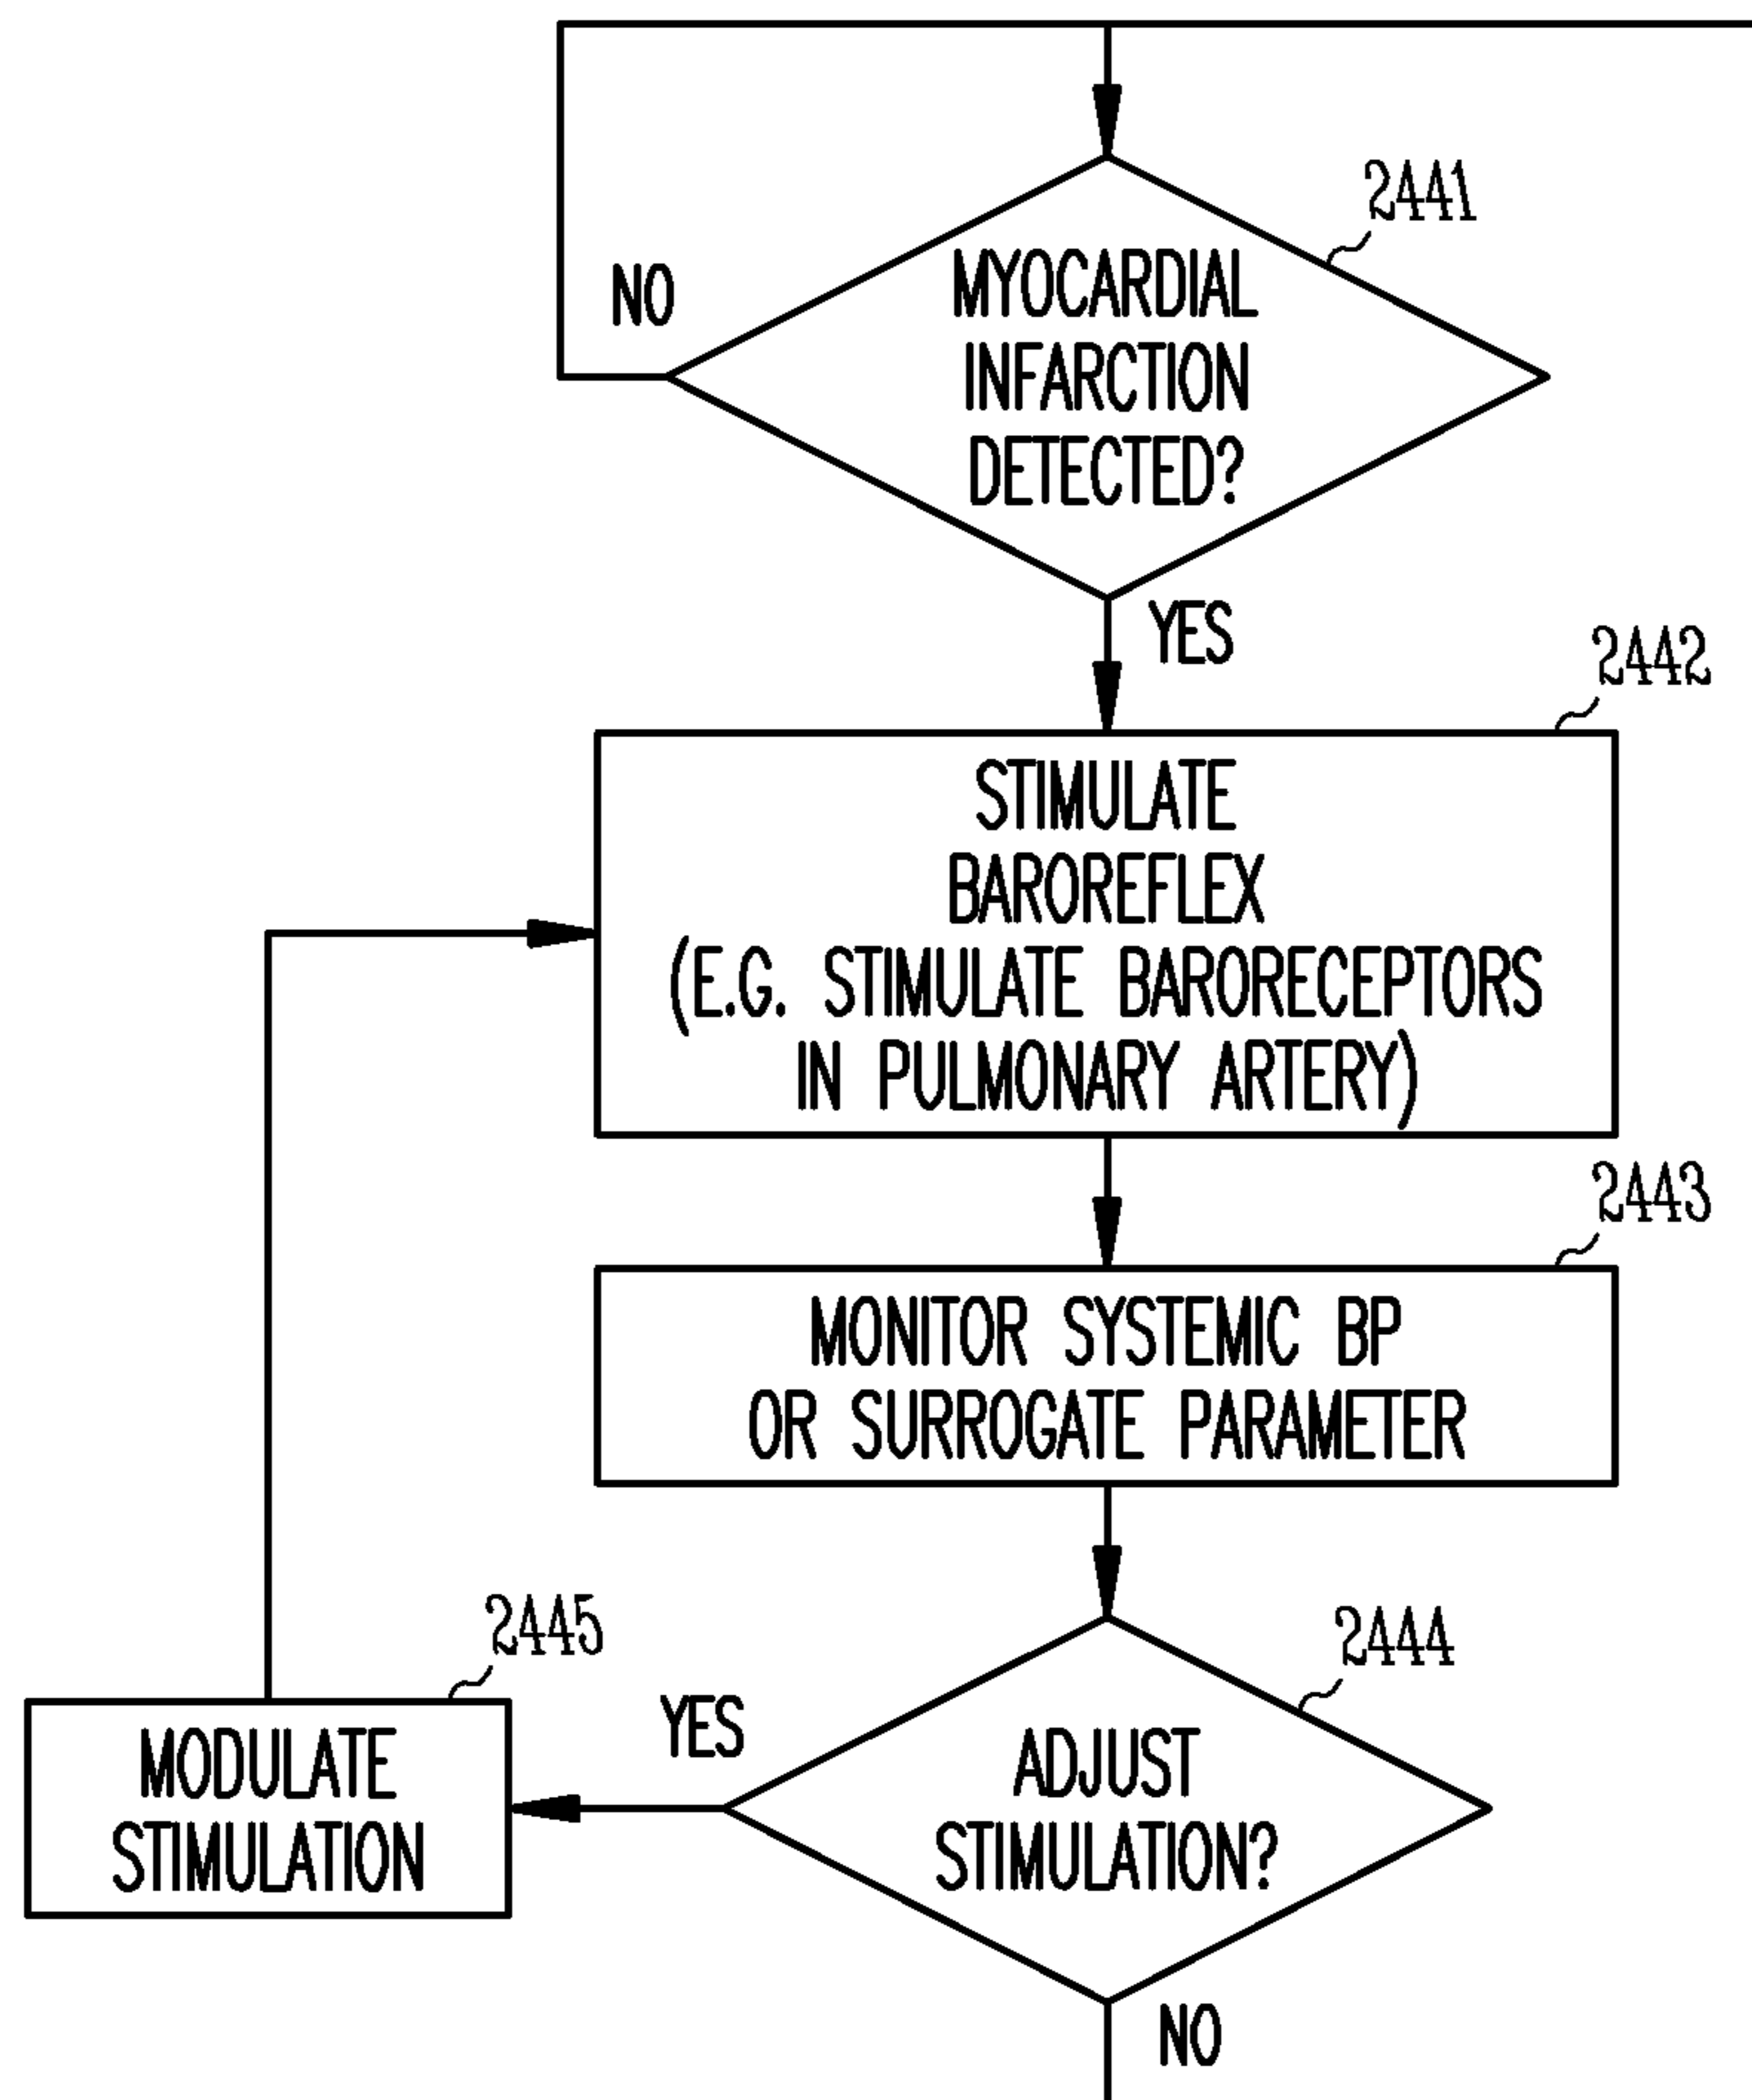 2441
MYOCARDIAL
INFARCTION
DETECTED?
NO
YES
2442
STIMULATE
BAROREFLEX
(E.G. STIMULATE BARORECEPTORS
IN PULMONARY ARTERY)
2443
MONITOR SYSTEMIC BP
OR SURROGATE PARAMETER
2444
ADJUST
STIMULATION?
YES
2445
MODULATE
STIMULATION
NO